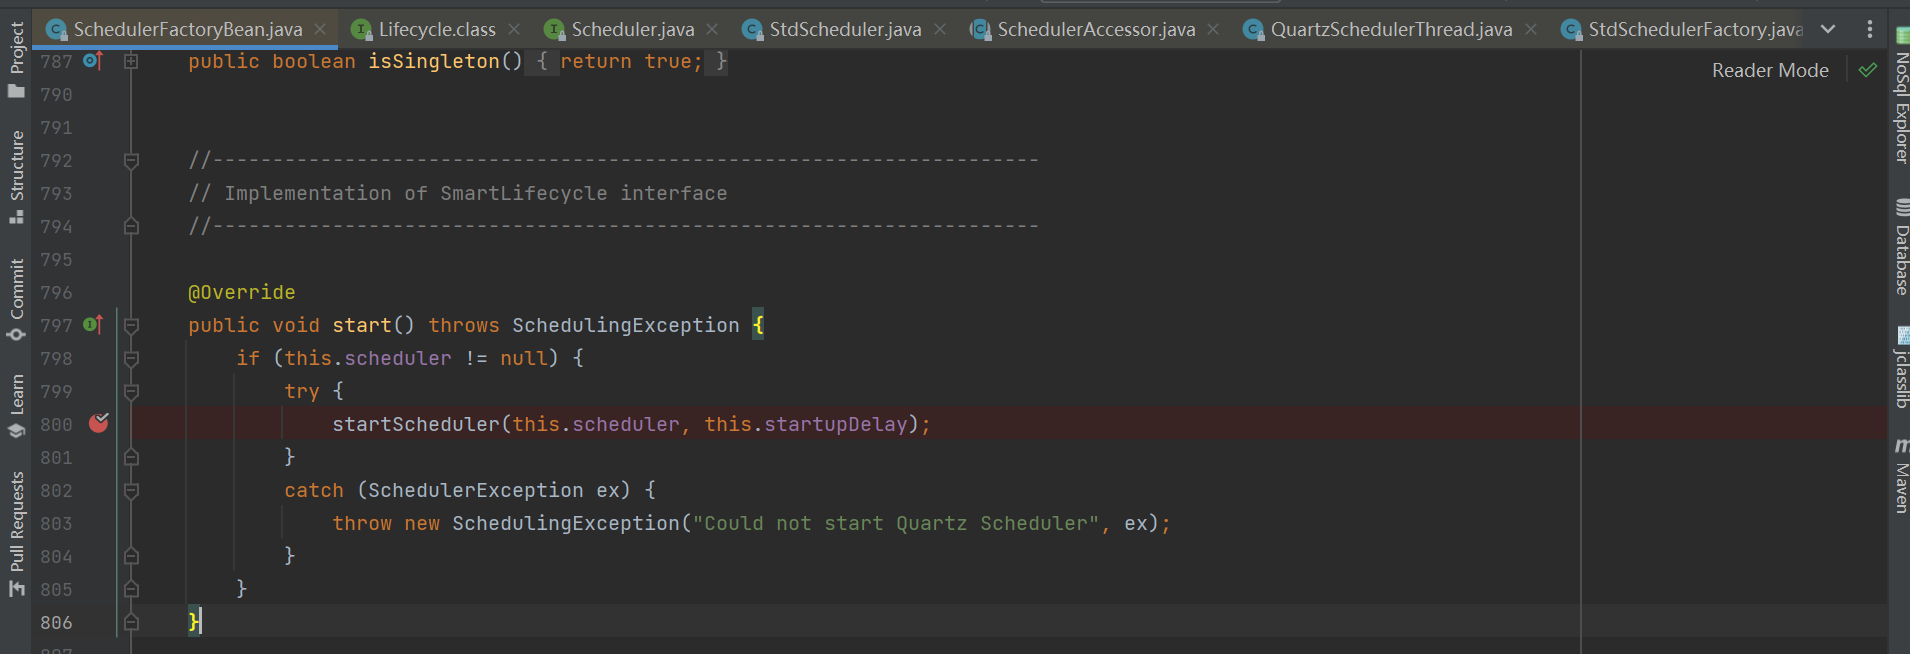 SchedulerFactoryBean.java Lifecycle.class Scheduler.java StdScheduler.java SchedulerAccessor.java QuartzSchedulerThread.java StdSchedulerFactory.java
Project
Structure
Commit
Learn
Pull Requests
Reader Mode
787 public boolean isSingleton() { return true; }
790
791
792 //---------------------------------------------------------------------
793 // Implementation of SmartLifecycle interface
794 //---------------------------------------------------------------------
795
796 @Override
797 public void start() throws SchedulingException {
798 if (this.scheduler != null) {
799 try {
800 startScheduler(this.scheduler, this.startupDelay);
801 }
802 catch (SchedulerException ex) {
803 throw new SchedulingException("Could not start Quartz Scheduler", ex);
804 }
805 }
806 }
NoSql Explorer
Database
jclasslib
Maven